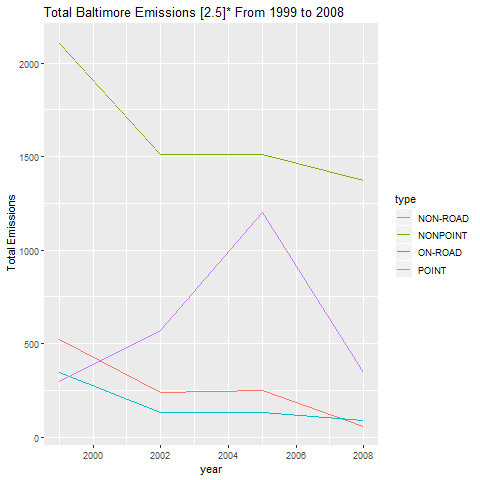 Total Baltimore Emissions [2.5]* From 1999 to 2008
Total Emissions
2000
1500
1000
500
0
2000
2002
2004
2006
2008
year
type
NON-ROAD
NONPOINT
ON-ROAD
POINT